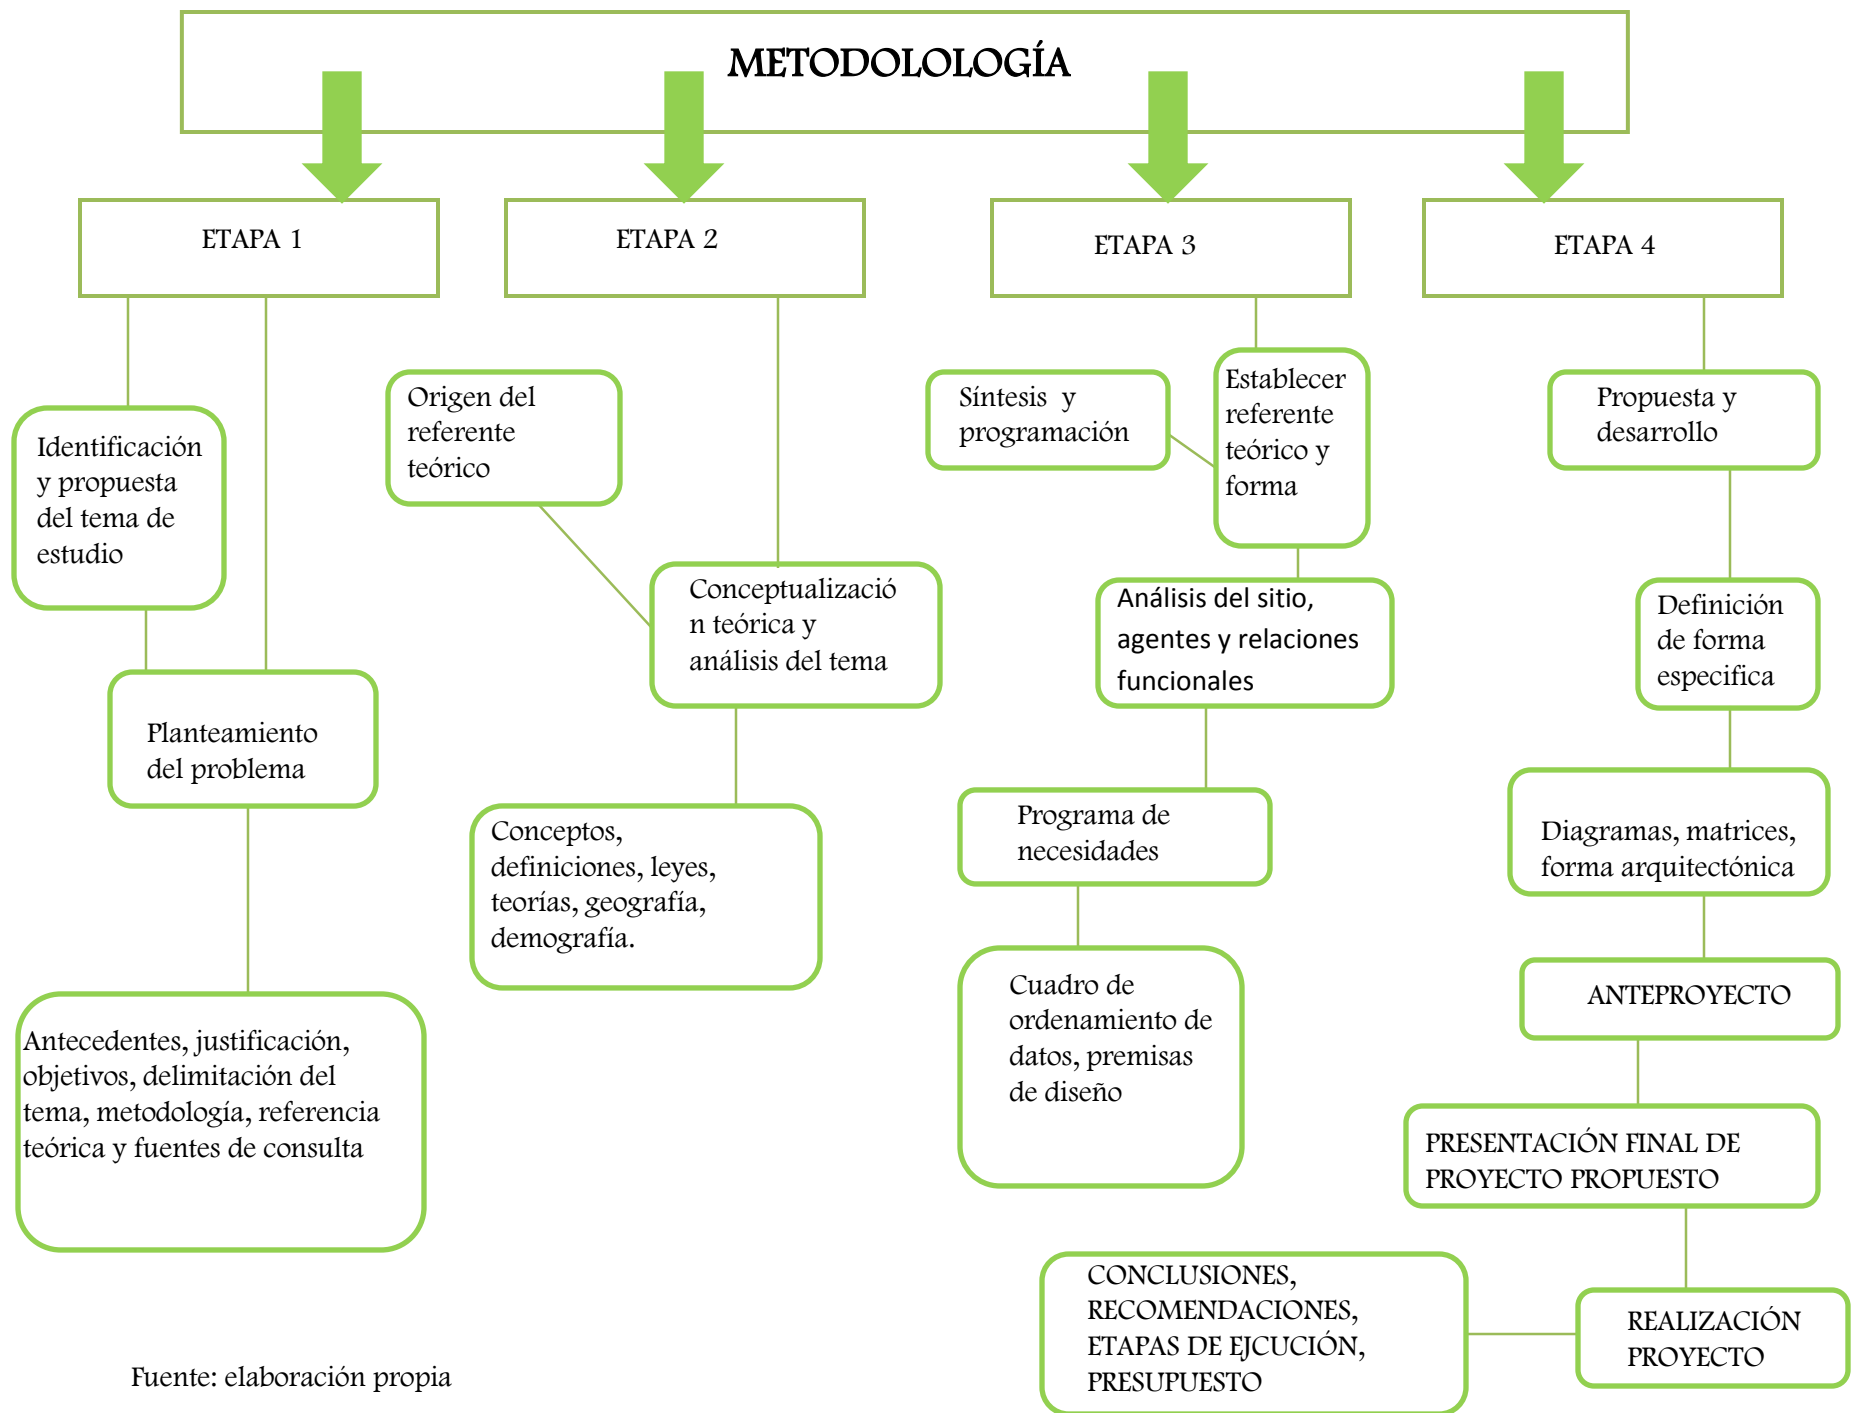 METODOLOLOGÍA
ETAPA 1
ETAPA 2
ETAPA 3
ETAPA 4
Identificación
y propuesta
del tema de
estudio
Planteamiento
del problema
Antecedentes, justificación,
objetivos, delimitación del
tema, metodología, referencia
teórica y fuentes de consulta
Origen del
referente
teórico
Conceptualizació
n teórica y
análisis del tema
Conceptos,
definiciones, leyes,
teorías, geografía,
demografía.
Síntesis y
programación
Establecer
referente
teórico y
forma
Análisis del sitio,
agentes y relaciones
funcionales
Programa de
necesidades
Cuadro de
ordenamiento de
datos, premisas
de diseño
Propuesta y
desarrollo
Definición
de forma
especifica
Diagramas, matrices,
forma arquitectónica
ANTEPROYECTO
PRESENTACIÓN FINAL DE
PROYECTO PROPUESTO
REALIZACIÓN
PROYECTO
CONCLUSIONES,
RECOMENDACIONES,
ETAPAS DE EJCUCIÓN,
PRESUPUESTO
Fuente: elaboración propia